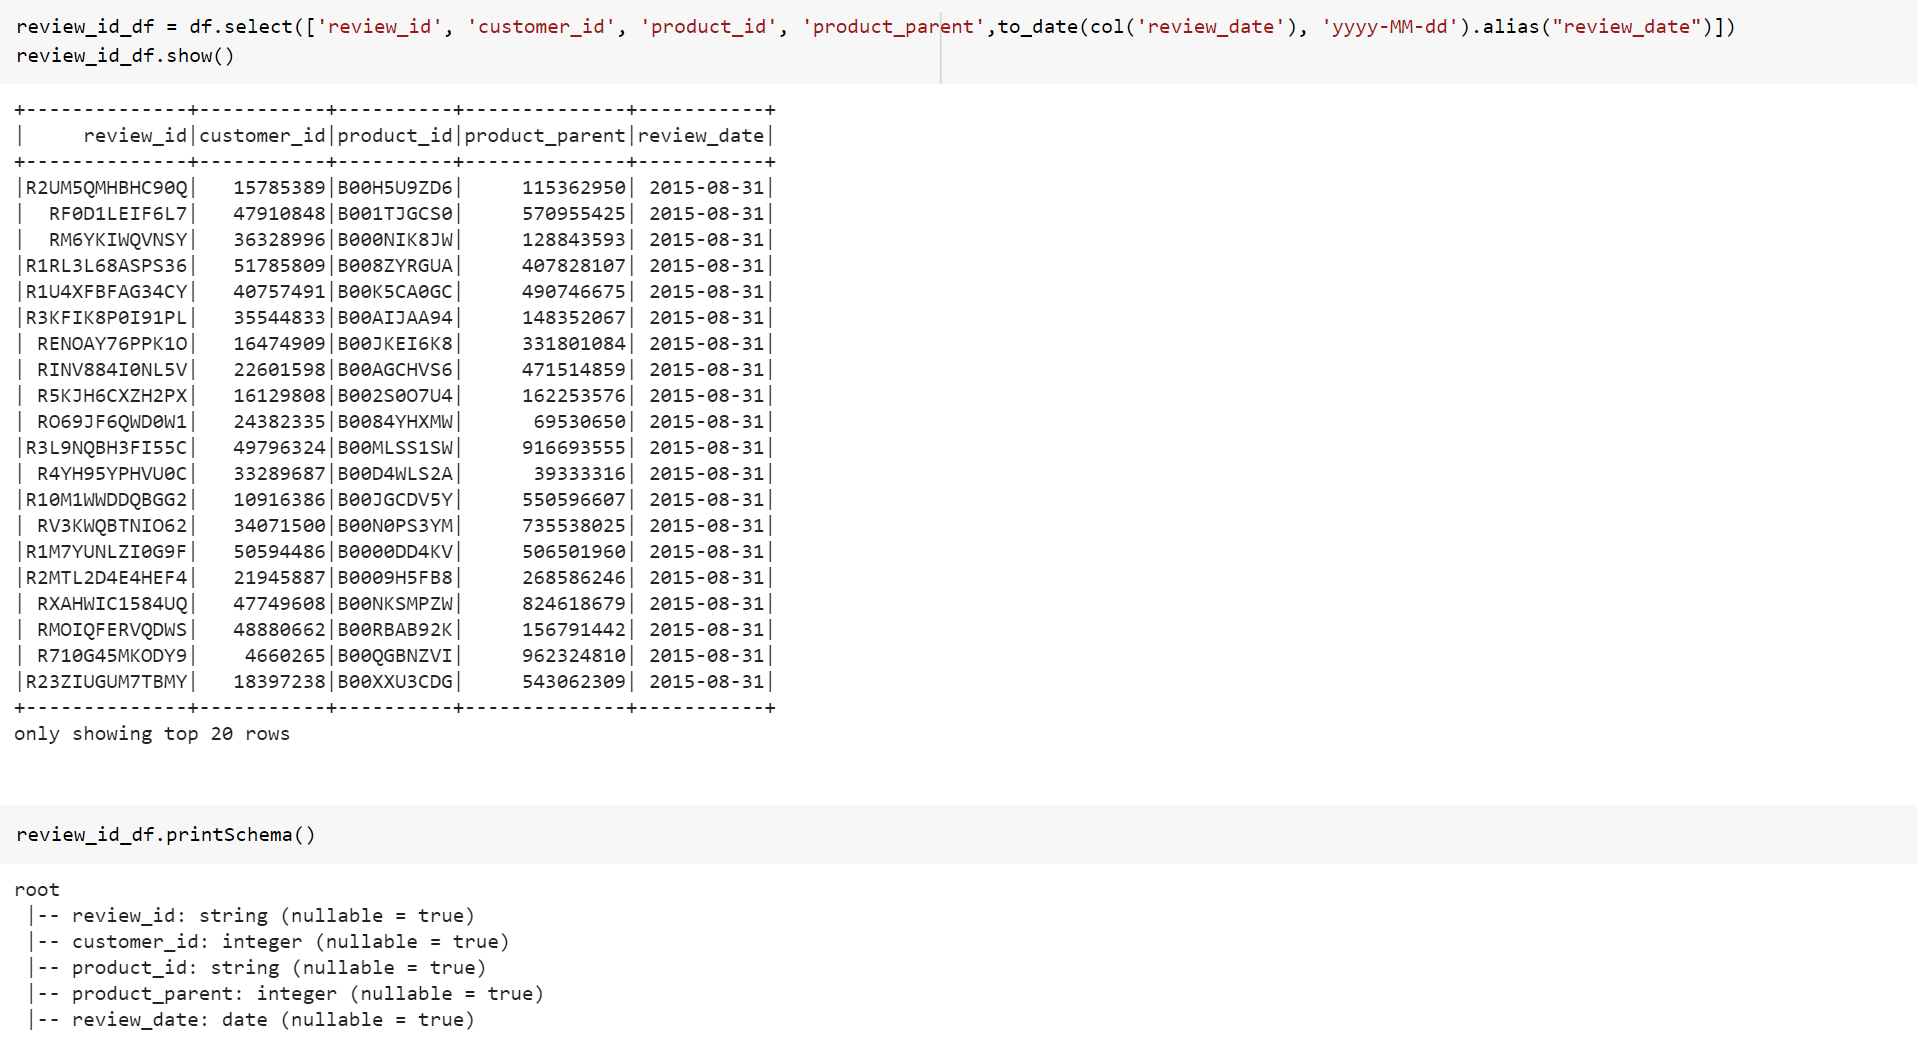 review_id_df = df.select(['review_id', 'customer_id', 'product_id', 'product_parent',to_date(col('review_date'), 'yyyy-MM-dd').alias("review_date")])
review_id_df.show()
+--------------+-----------+----------+--------------+-----------+
|     review_id|customer_id|product_id|product_parent|review_date|
+--------------+-----------+----------+--------------+-----------+
|R2UM5QMHBHC90Q|   15785389|B00H5U9ZD6|     115362950| 2015-08-31|
|  RF0D1LEIF6L7|   47910848|B001TJGCS0|     570955425| 2015-08-31|
|  RM6YKIWQVNSY|   36328996|B000NIK8JW|     128843593| 2015-08-31|
|R1RL3L68ASPS36|   51785809|B008ZYRGUA|     407828107| 2015-08-31|
|R1U4XFBFAG34CY|   40757491|B00K5CA0GC|     490746675| 2015-08-31|
|R3KFIK8P0I91PL|   35544833|B00AIJAA94|     148352067| 2015-08-31|
| RENOAY76PPK1O|   16474909|B00JKEI6K8|     331801084| 2015-08-31|
| RINV884I0NL5V|   22601598|B00AGCHVS6|     471514859| 2015-08-31|
| R5KJH6CXZH2PX|   16129808|B002S0O7U4|     162253576| 2015-08-31|
| RO69JF6QWD0W1|   24382335|B0084YHXMW|      69530650| 2015-08-31|
|R3L9NQBH3FI55C|   49796324|B00MLSS1SW|     916693555| 2015-08-31|
| R4YH95YPHVU0C|   33289687|B00D4WLS2A|      39333316| 2015-08-31|
|R10M1WWDDQBGG2|   10916386|B00JGCDV5Y|     550596607| 2015-08-31|
| RV3KWQBTNIO62|   34071500|B00N0PS3YM|     735538025| 2015-08-31|
|R1M7YUNLZI0G9F|   50594486|B0000DD4KV|     506501960| 2015-08-31|
|R2MTL2D4E4HEF4|   21945887|B0009H5FB8|     268586246| 2015-08-31|
| RXAHWIC1584UQ|   47749608|B00NKSMPZW|     824618679| 2015-08-31|
| RMOIQFERVQDWS|   48880662|B00RBAB92K|     156791442| 2015-08-31|
| R710G45MKODY9|    4660265|B00QGBNZVI|     962324810| 2015-08-31|
|R23ZIUGUM7TBMY|   18397238|B00XXU3CDG|     543062309| 2015-08-31|
+--------------+-----------+----------+--------------+-----------+
only showing top 20 rows
review_id_df.printSchema()
root
 |-- review_id: string (nullable = true)
 |-- customer_id: integer (nullable = true)
 |-- product_id: string (nullable = true)
 |-- product_parent: integer (nullable = true)
 |-- review_date: date (nullable = true)